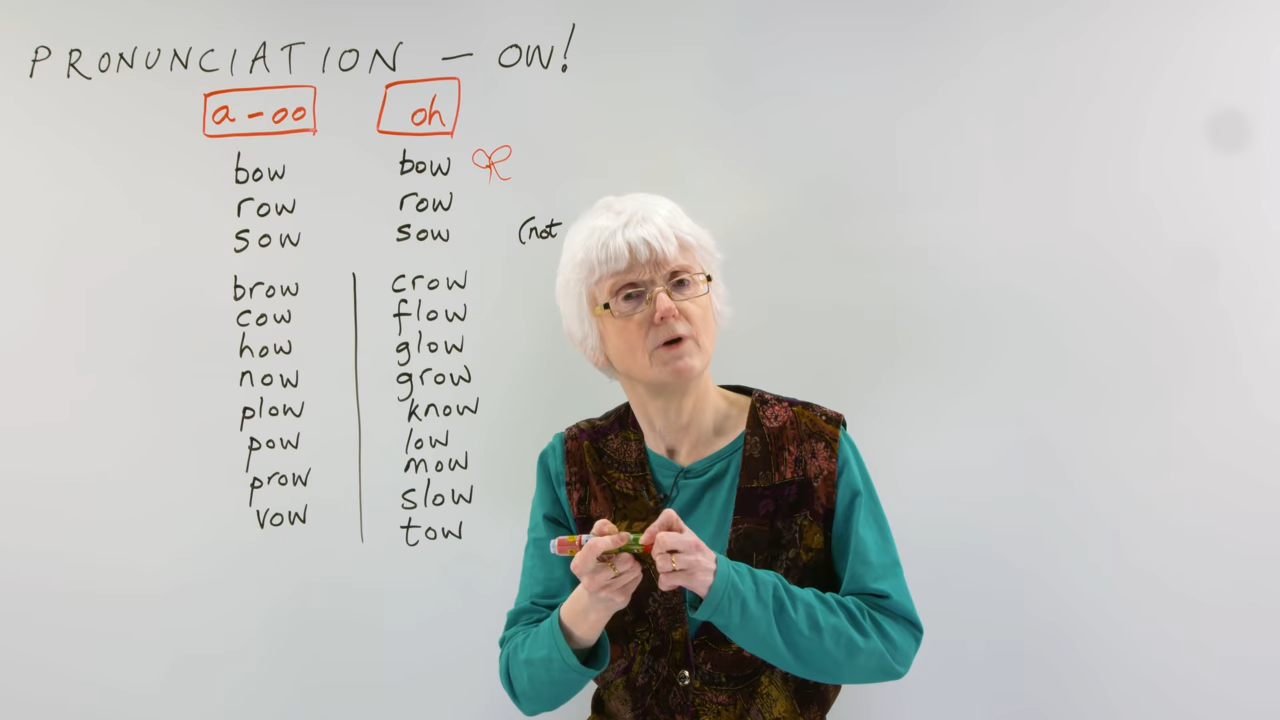 PRONUNCIATION - OW!
a-oo oh
bow bow
row row
sow sow (not
brow crow
cow flow
how glow
now grow
plow know
pow low
prow mow
vow slow
tow